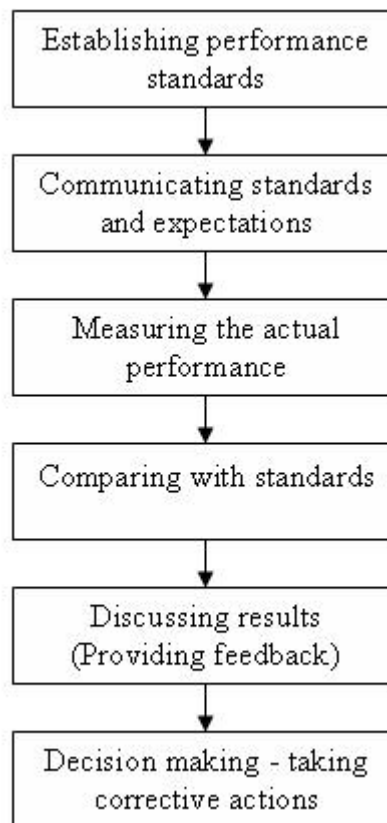 Establishing performance
standards
Communicating standards
and expectations
Measuring the actual
performance
Comparing with standards
Discussing results
(Providing feedback)
Decision making - taking
corrective actions